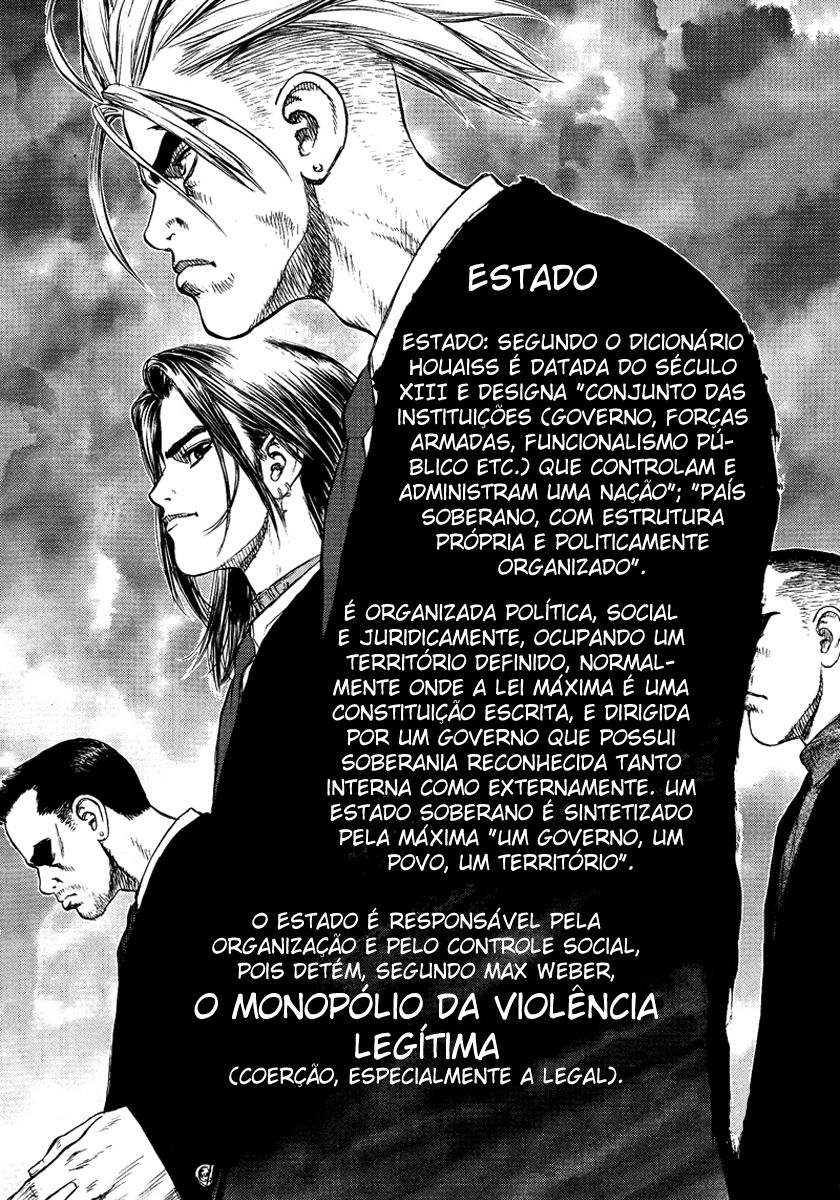 ESTADO
ESTADO: SEGUNDO O DICIONÁRIO
HOUAISS É DATADA DO SÉCULO
XIII E DESIGNA "CONJUNTO DAS
INSTITUIÇÕES (GOVERNO, FORÇAS
ARMADAS, FUNCIONALISMO PÚ-
BLICO ETC.) QUE CONTROLAM E
ADMINISTRAM UMA NAÇÃO"; "PAÍS
SOBERANO, COM ESTRUTURA
PRÓPRIA E POLITICAMENTE
ORGANIZADO".
É ORGANIZADA POLÍTICA, SOCIAL
E JURIDICAMENTE, OCUPANDO UM
TERRITÓRIO DEFINIDO, NORMAL-
MENTE ONDE A LEI MÁXIMA É UMA
CONSTITUIÇÃO ESCRITA, E DIRIGIDA
POR UM GOVERNO QUE POSSUI
SOBERANIA RECONHECIDA TANTO
INTERNA COMO EXTERNAMENTE. UM
ESTADO SOBERANO É SINTETIZADO
PELA MÁXIMA "UM GOVERNO, UM
POVO, UM TERRITÓRIO".
O ESTADO É RESPONSÁVEL PELA
ORGANIZAÇÃO E PELO CONTROLE SOCIAL,
POIS DETÉM, SEGUNDO MAX WEBER,
O MONOPÓLIO DA VIOLÊNCIA
LEGÍTIMA
(COERÇÃO, ESPECIALMENTE A LEGAL).